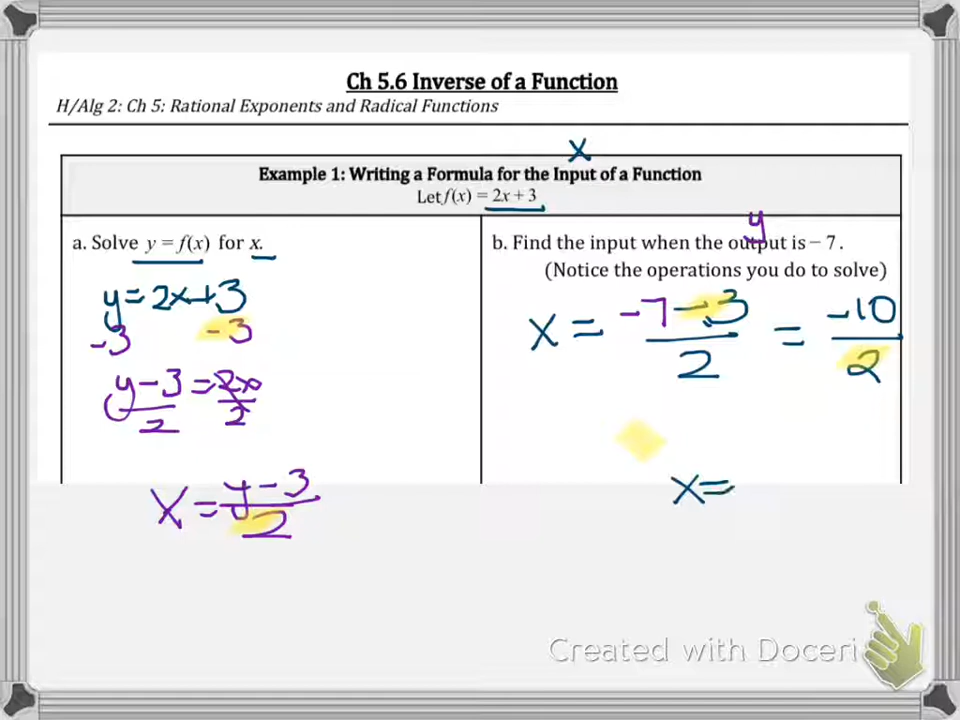 Ch 5.6 Inverse of a Function
H/Alg 2: Ch 5: Rational Exponents and Radical Functions
x
Example 1: Writing a Formula for the Input of a Function
Let f(x) = 2x + 3
a. Solve y = f(x) for x.
y = 2x + 3
-3 -3
y - 3 = 2x
2 2
x = y - 3
2
y
b. Find the input when the output is – 7 .
(Notice the operations you do to solve)
x = -7 - 3 = -10
2 2
x =
Created with Doceri